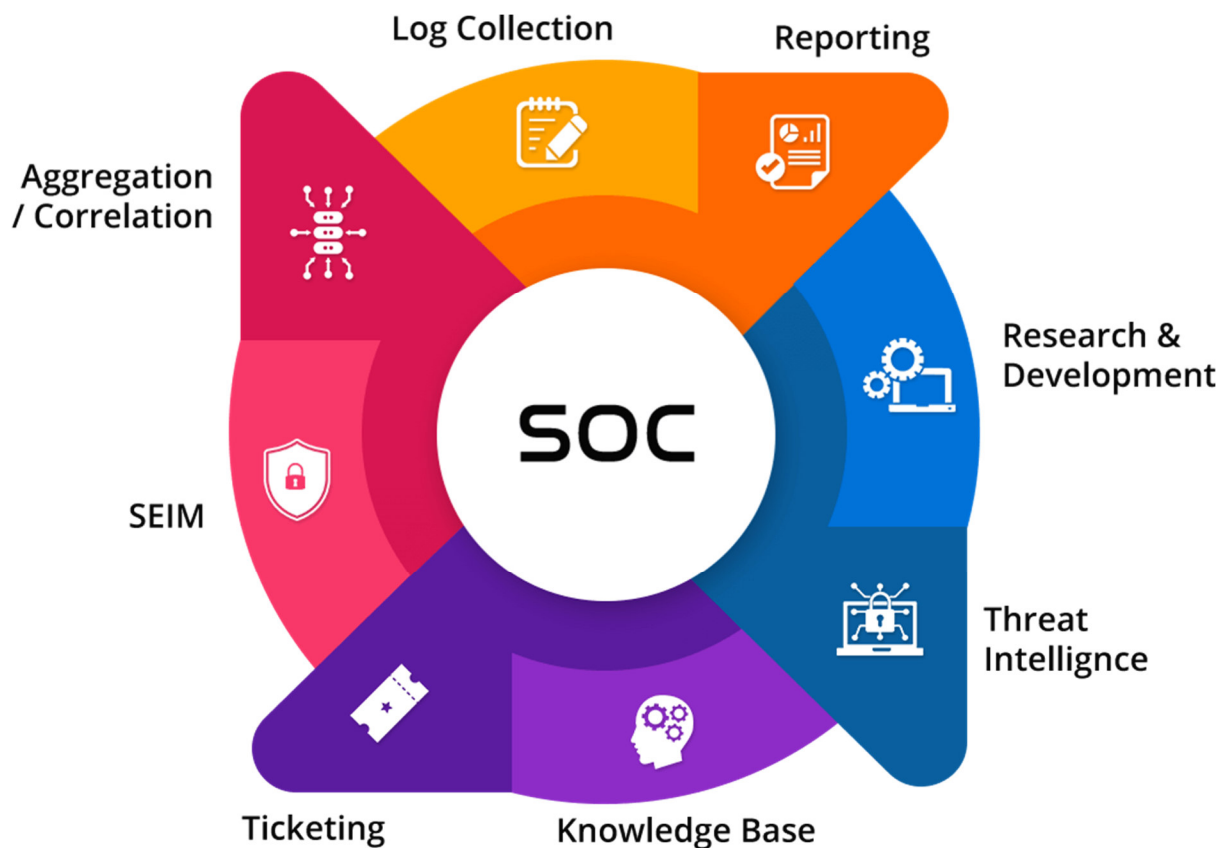 Log Collection
Reporting
Aggregation
/ Correlation
Research &
Development
SOC
SEIM
Threat
Intellignce
Ticketing
Knowledge Base